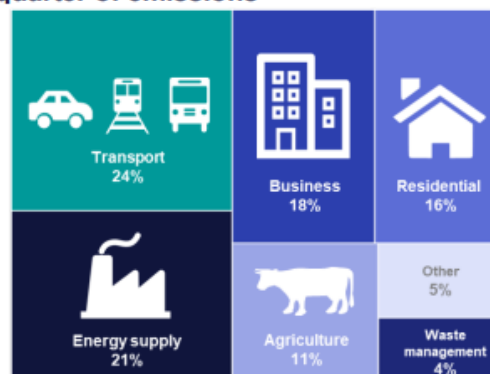 quarter of emissions
Transport
24%
Business
18%
Residential
16%
Energy supply
21%
Agriculture
11%
Other
5%
Waste
management
4%